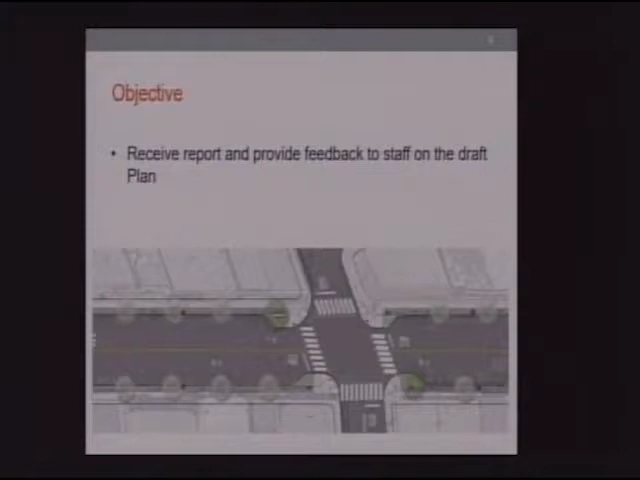 Objective
• Receive report and provide feedback to staff on the draft
Plan